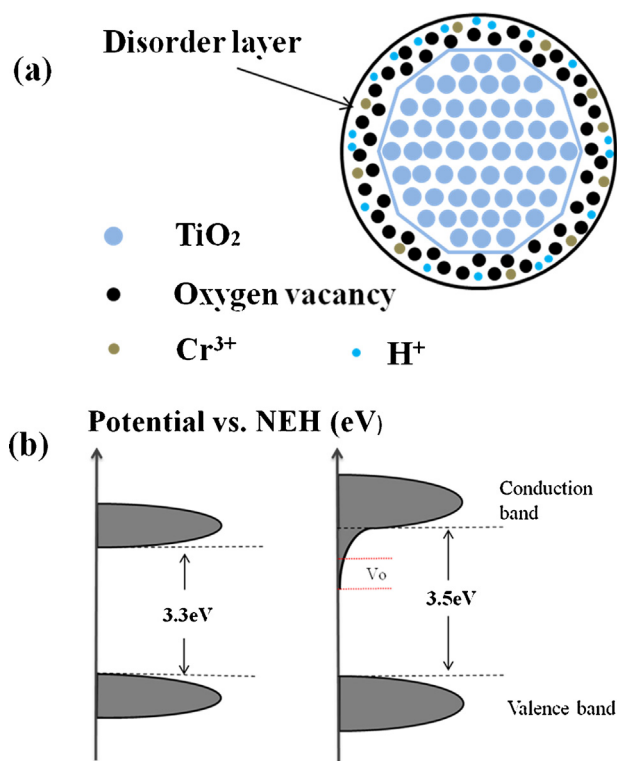 Disorder layer
(a)
TiO₂
Oxygen vacancy
Cr³⁺
H⁺
Potential vs. NEH (eV)
(b)
Conduction
band
Vo
3.3eV
3.5eV
Valence band